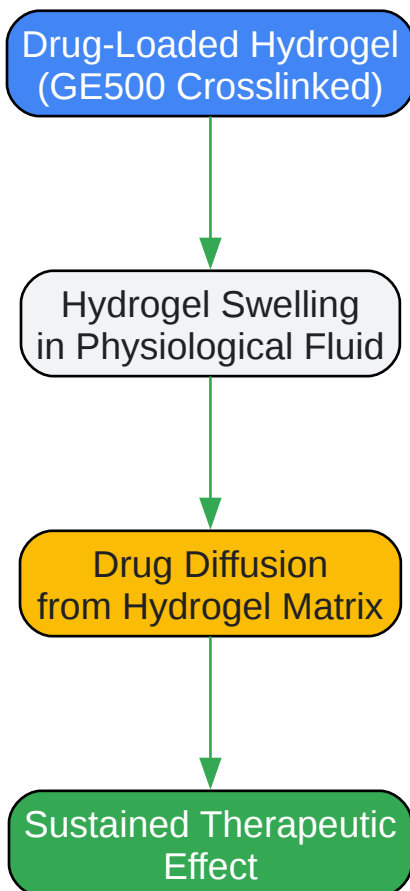 Drug-Loaded Hydrogel
(GE500 Crosslinked)
Hydrogel Swelling
in Physiological Fluid
Drug Diffusion
from Hydrogel Matrix
Sustained Therapeutic
Effect